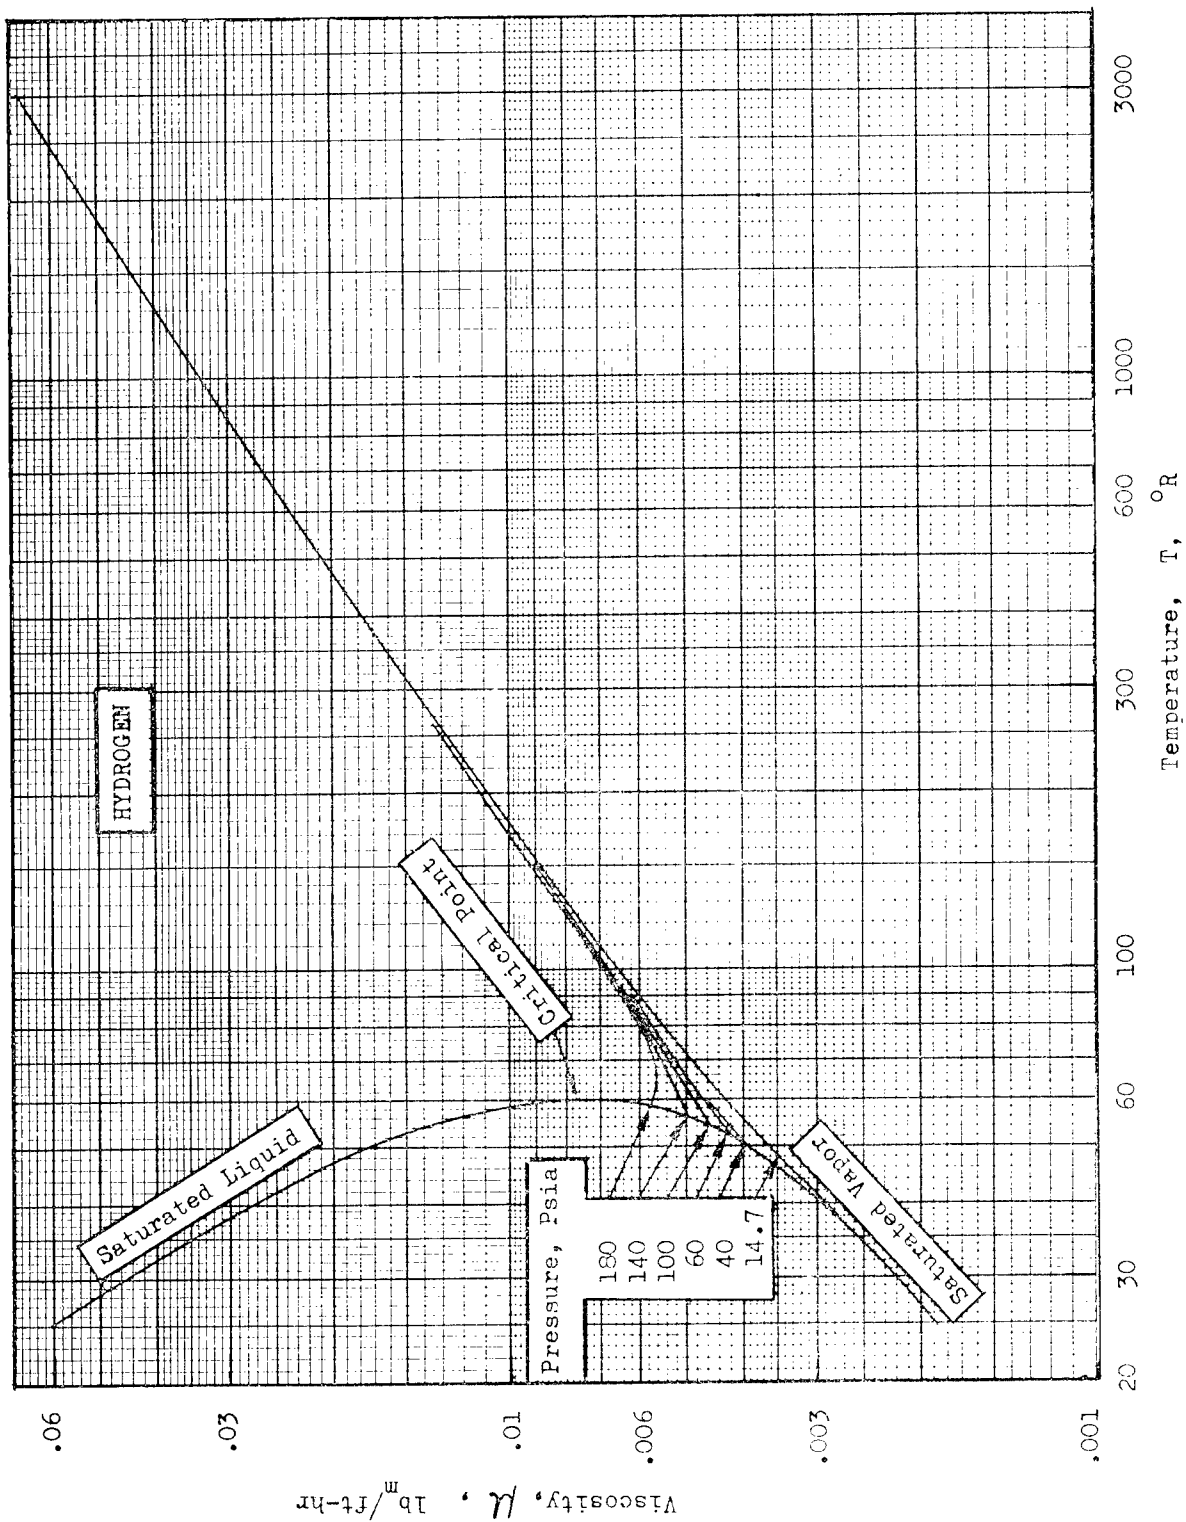 HYDROGEN
Saturated Liquid
Critical Point
Pressure, Psia
180
140
100
60
40
14.7
Saturated Vapor
Viscosity, μ, lbm/ft-hr
.06
.03
.01
.006
.003
.001
20
30
60
100
300
600
1000
3000
Temperature, T, °R